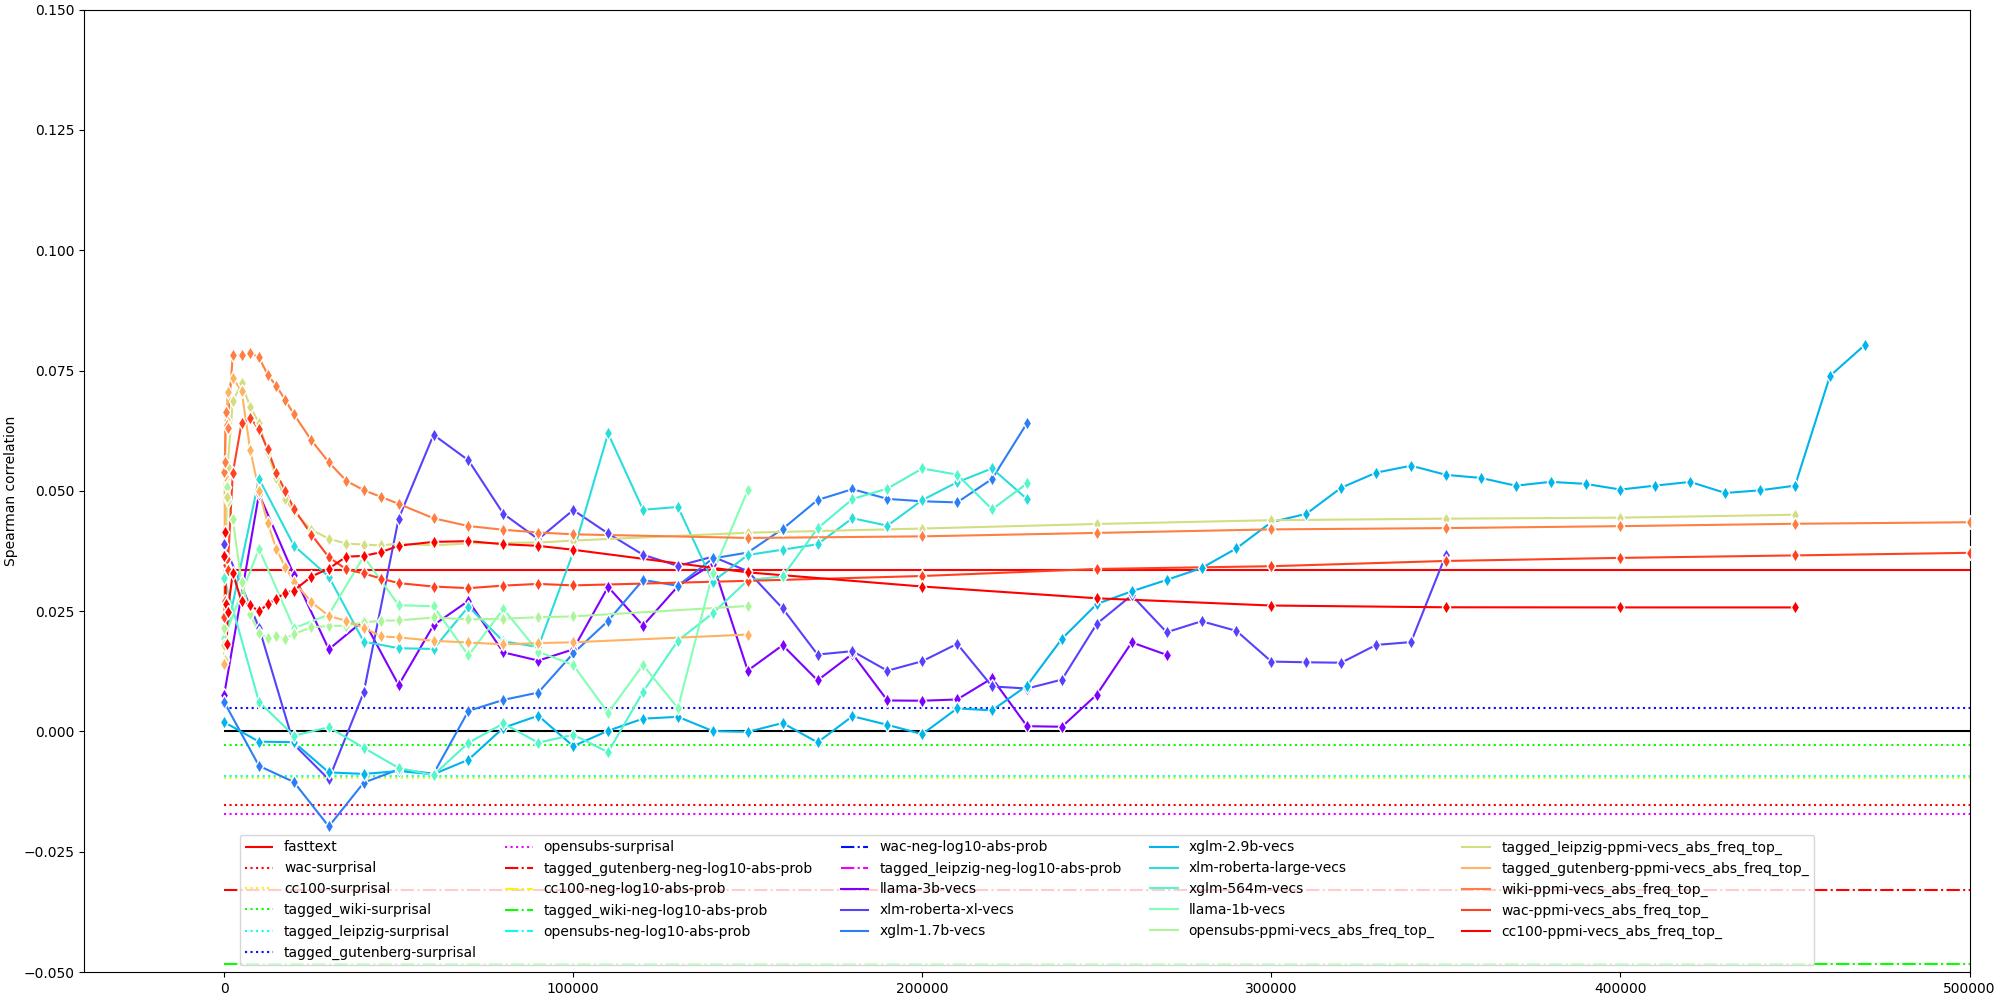 0.150
0.125
0.100
0.075
0.050
0.025
0.000
−0.025
−0.050
Spearman correlation
fasttext
wac-surprisal
cc100-surprisal
tagged_wiki-surprisal
tagged_leipzig-surprisal
tagged_gutenberg-surprisal
opensubs-surprisal
tagged_gutenberg-neg-log10-abs-prob
cc100-neg-log10-abs-prob
tagged_wiki-neg-log10-abs-prob
opensubs-neg-log10-abs-prob
wac-neg-log10-abs-prob
tagged_leipzig-neg-log10-abs-prob
llama-3b-vecs
xlm-roberta-xl-vecs
xglm-1.7b-vecs
xglm-2.9b-vecs
xlm-roberta-large-vecs
xglm-564m-vecs
llama-1b-vecs
opensubs-ppmi-vecs_abs_freq_top_
tagged_leipzig-ppmi-vecs_abs_freq_top_
tagged_gutenberg-ppmi-vecs_abs_freq_top_
wiki-ppmi-vecs_abs_freq_top_
wac-ppmi-vecs_abs_freq_top_
cc100-ppmi-vecs_abs_freq_top_
0 100000 200000 300000 400000 500000